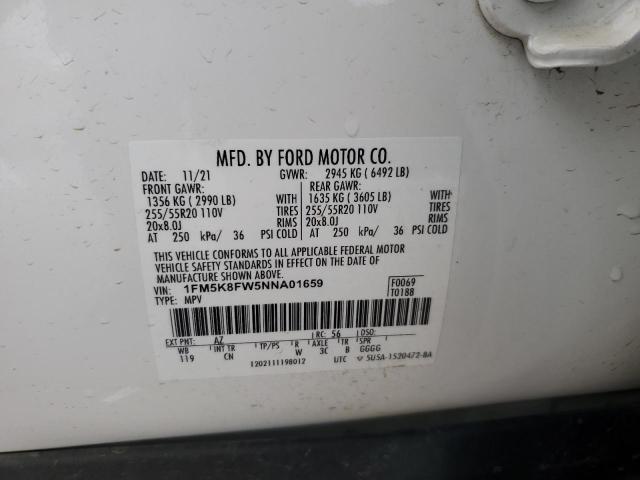 MFD. BY FORD MOTOR CO.
DATE: 11/21 GVWR: 2945 KG ( 6492 LB)
FRONT GAWR: REAR GAWR:
1356 KG ( 2990 LB) WITH 1635 KG ( 3605 LB) WITH
255/55R20 110V TIRES 255/55R20 110V TIRES
20x8.0J RIMS 20x8.0J RIMS
AT 250 kPa/ 36 PSI COLD AT 250 kPa/ 36 PSI COLD
THIS VEHICLE CONFORMS TO ALL APPLICABLE FEDERAL MOTOR
VEHICLE SAFETY STANDARDS IN EFFECT ON THE DATE OF
MANUFACTURE SHOWN ABOVE.
VIN: 1FM5K8FW5NNA01659 F0069
TYPE: MPV T0188
EXT PNT: AZ RC: 56 DSO:
WB INT TR TP/PS R AXLE TR SPR
119 CN W 3C B GGGG
1202111198012 UTC 5U5A-1520472-BA